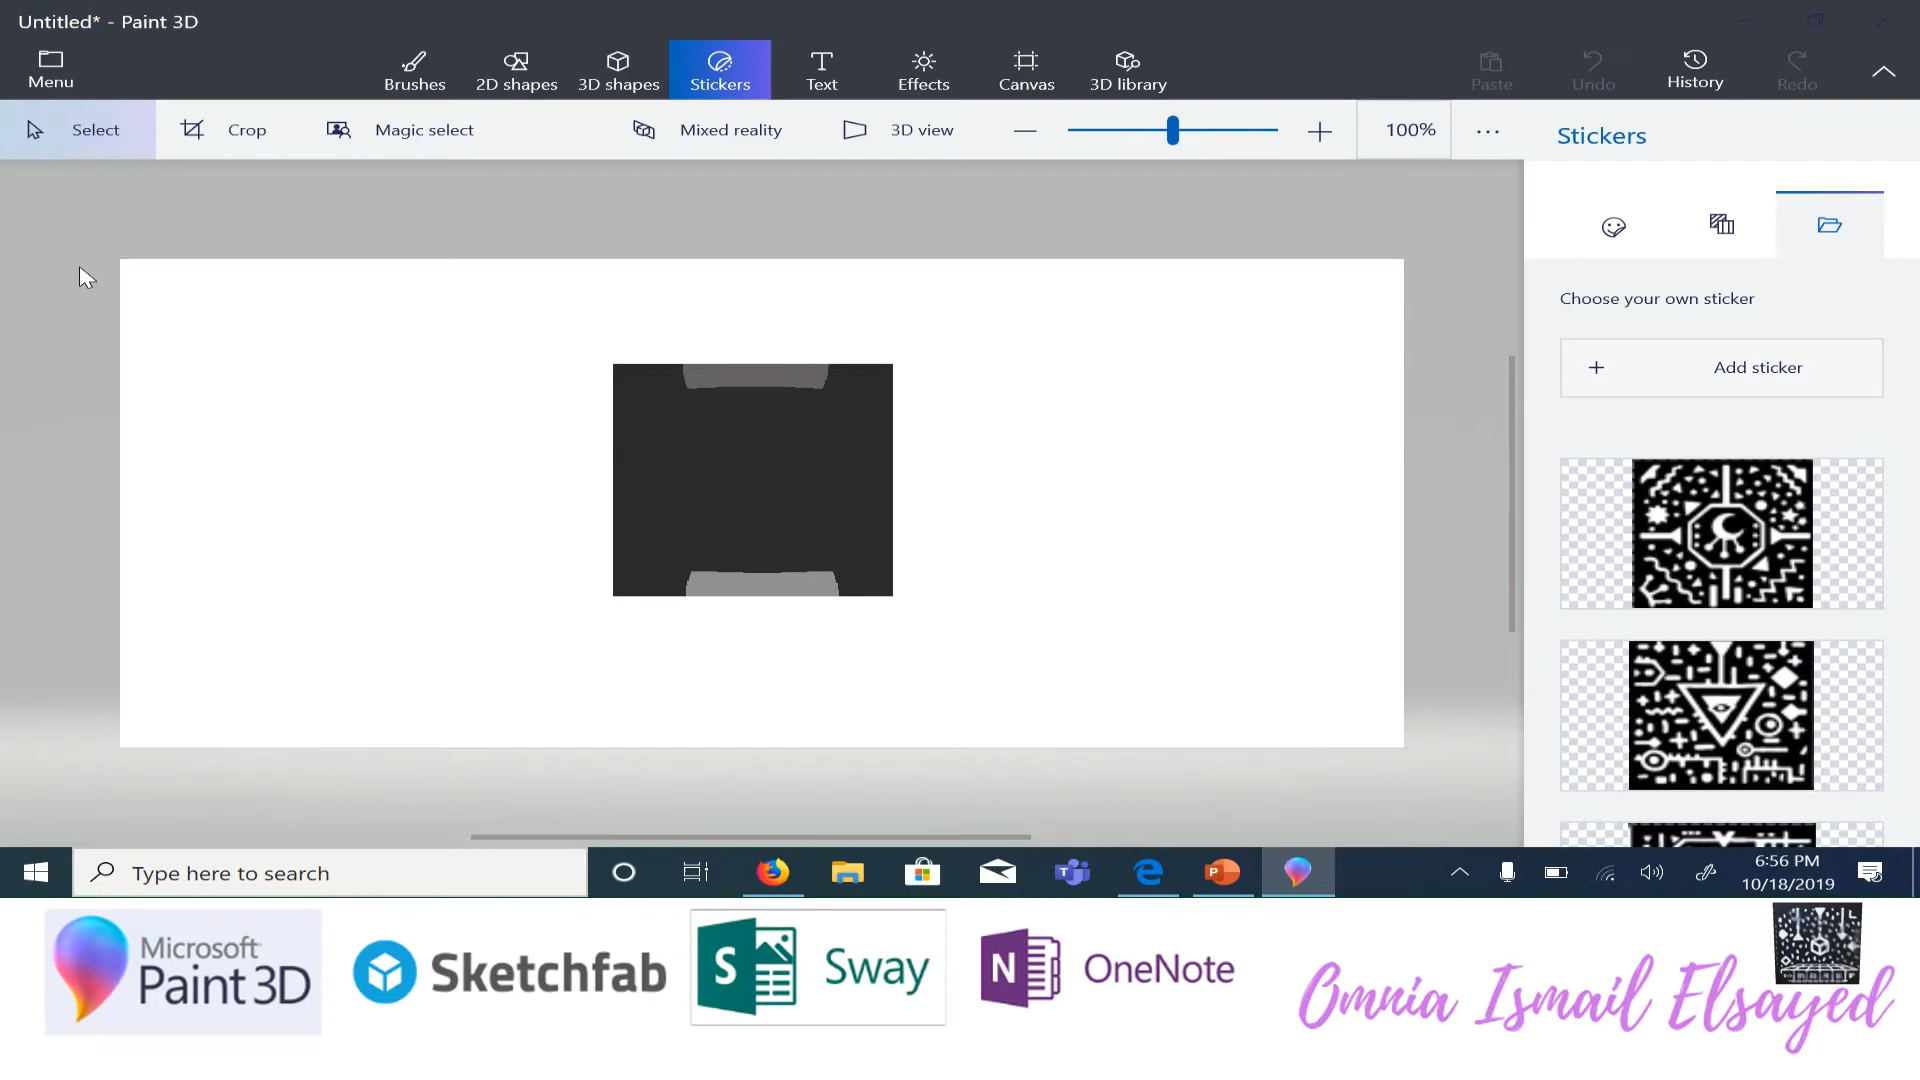 Untitled* - Paint 3D
Menu
Brushes
2D shapes
3D shapes
Stickers
Text
Effects
Canvas
3D library
Paste
Undo
History
Redo
Select
Crop
Magic select
Mixed reality
3D view
100%
Stickers
Choose your own sticker
Add sticker
Type here to search
6:56 PM
10/18/2019
Microsoft
Paint 3D
Sketchfab
S Sway
N OneNote
Omnia Ismail Elsayed